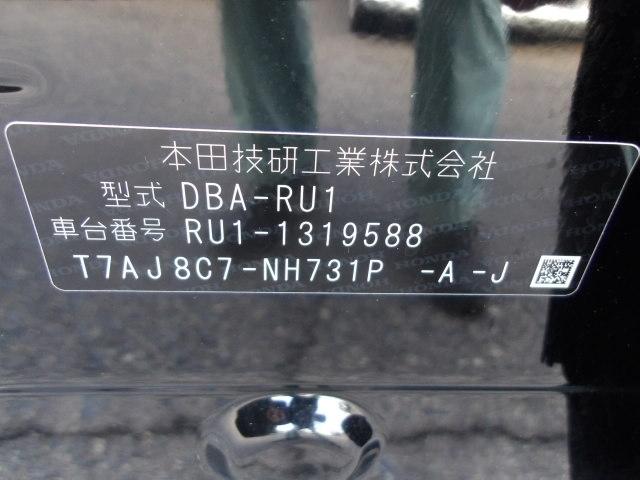 本田技研工業株式会社
型式 DBA-RU1
車台番号 RU1-1319588
T7AJ8C7-NH731P -A -J